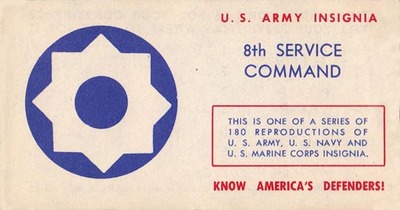 U. S. ARMY INSIGNIA
8th SERVICE
COMMAND
THIS IS ONE OF A SERIES OF
180 REPRODUCTIONS OF
U. S. ARMY, U. S. NAVY AND
U. S. MARINE CORPS INSIGNIA.
KNOW AMERICA'S DEFENDERS!